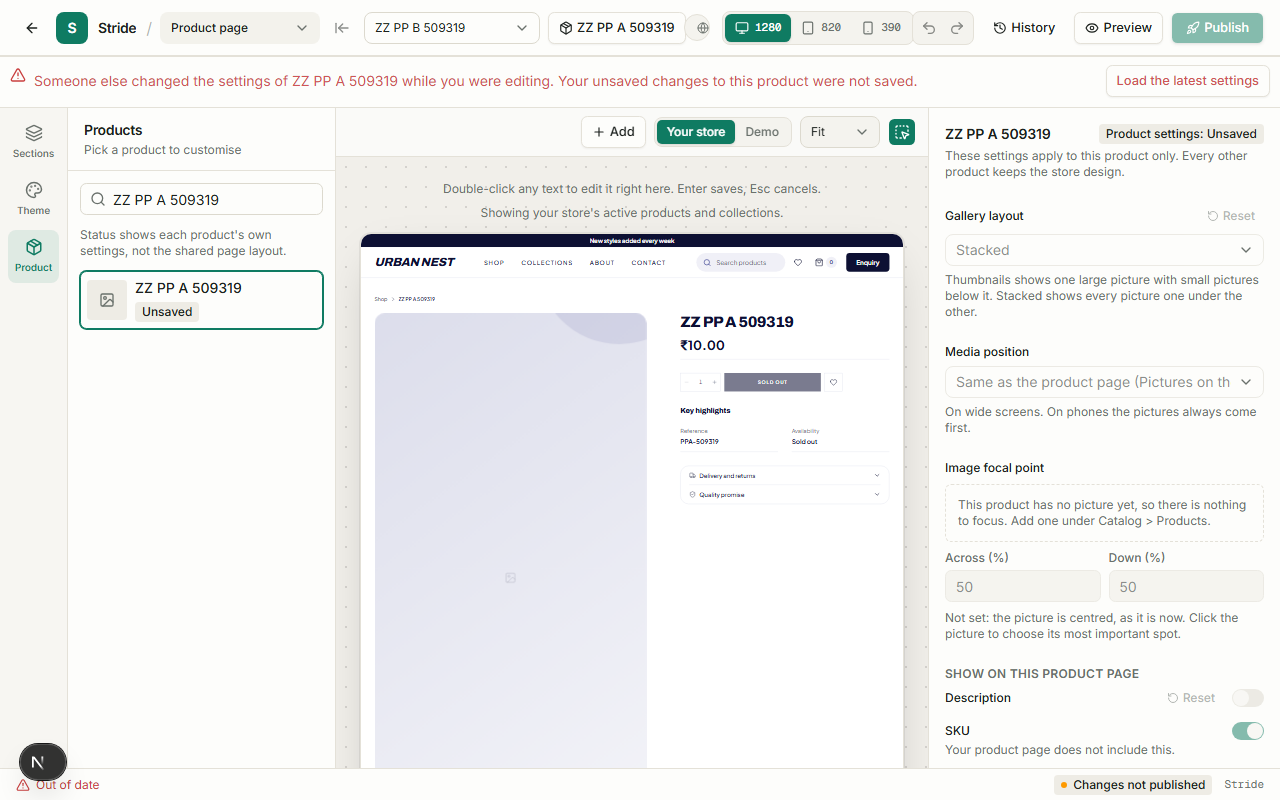 S
Stride
/
Product page
ZZ PP B 509319
ZZ PP A 509319
1280
820
390
History
Preview
Publish
Someone else changed the settings of ZZ PP A 509319 while you were editing. Your unsaved changes to this product were not saved.
Load the latest settings
Sections
Theme
Product
Products
Pick a product to customise
ZZ PP A 509319
Status shows each product's own
settings, not the shared page layout.
ZZ PP A 509319
Unsaved
Add
Your store
Demo
Fit
Double-click any text to edit it right here. Enter saves, Esc cancels.
Showing your store's active products and collections.
New styles added every week
URBAN NEST
SHOP
COLLECTIONS
ABOUT
CONTACT
Search products
0
Enquiry
Shop > ZZ PP A 509319
ZZ PP A 509319
₹10.00
- 1 +
SOLD OUT
Key highlights
Reference
Availability
PPA-509319
Sold out
Delivery and returns
Quality promise
ZZ PP A 509319
Product settings: Unsaved
These settings apply to this product only. Every other
product keeps the store design.
Gallery layout
Reset
Stacked
Thumbnails shows one large picture with small pictures
below it. Stacked shows every picture one under the
other.
Media position
Same as the product page (Pictures on th
On wide screens. On phones the pictures always come
first.
Image focal point
This product has no picture yet, so there is nothing
to focus. Add one under Catalog > Products.
Across (%)
Down (%)
50
50
Not set: the picture is centred, as it is now. Click the
picture to choose its most important spot.
SHOW ON THIS PRODUCT PAGE
Description
Reset
SKU
Your product page does not include this.
N
Out of date
Changes not published
Stride